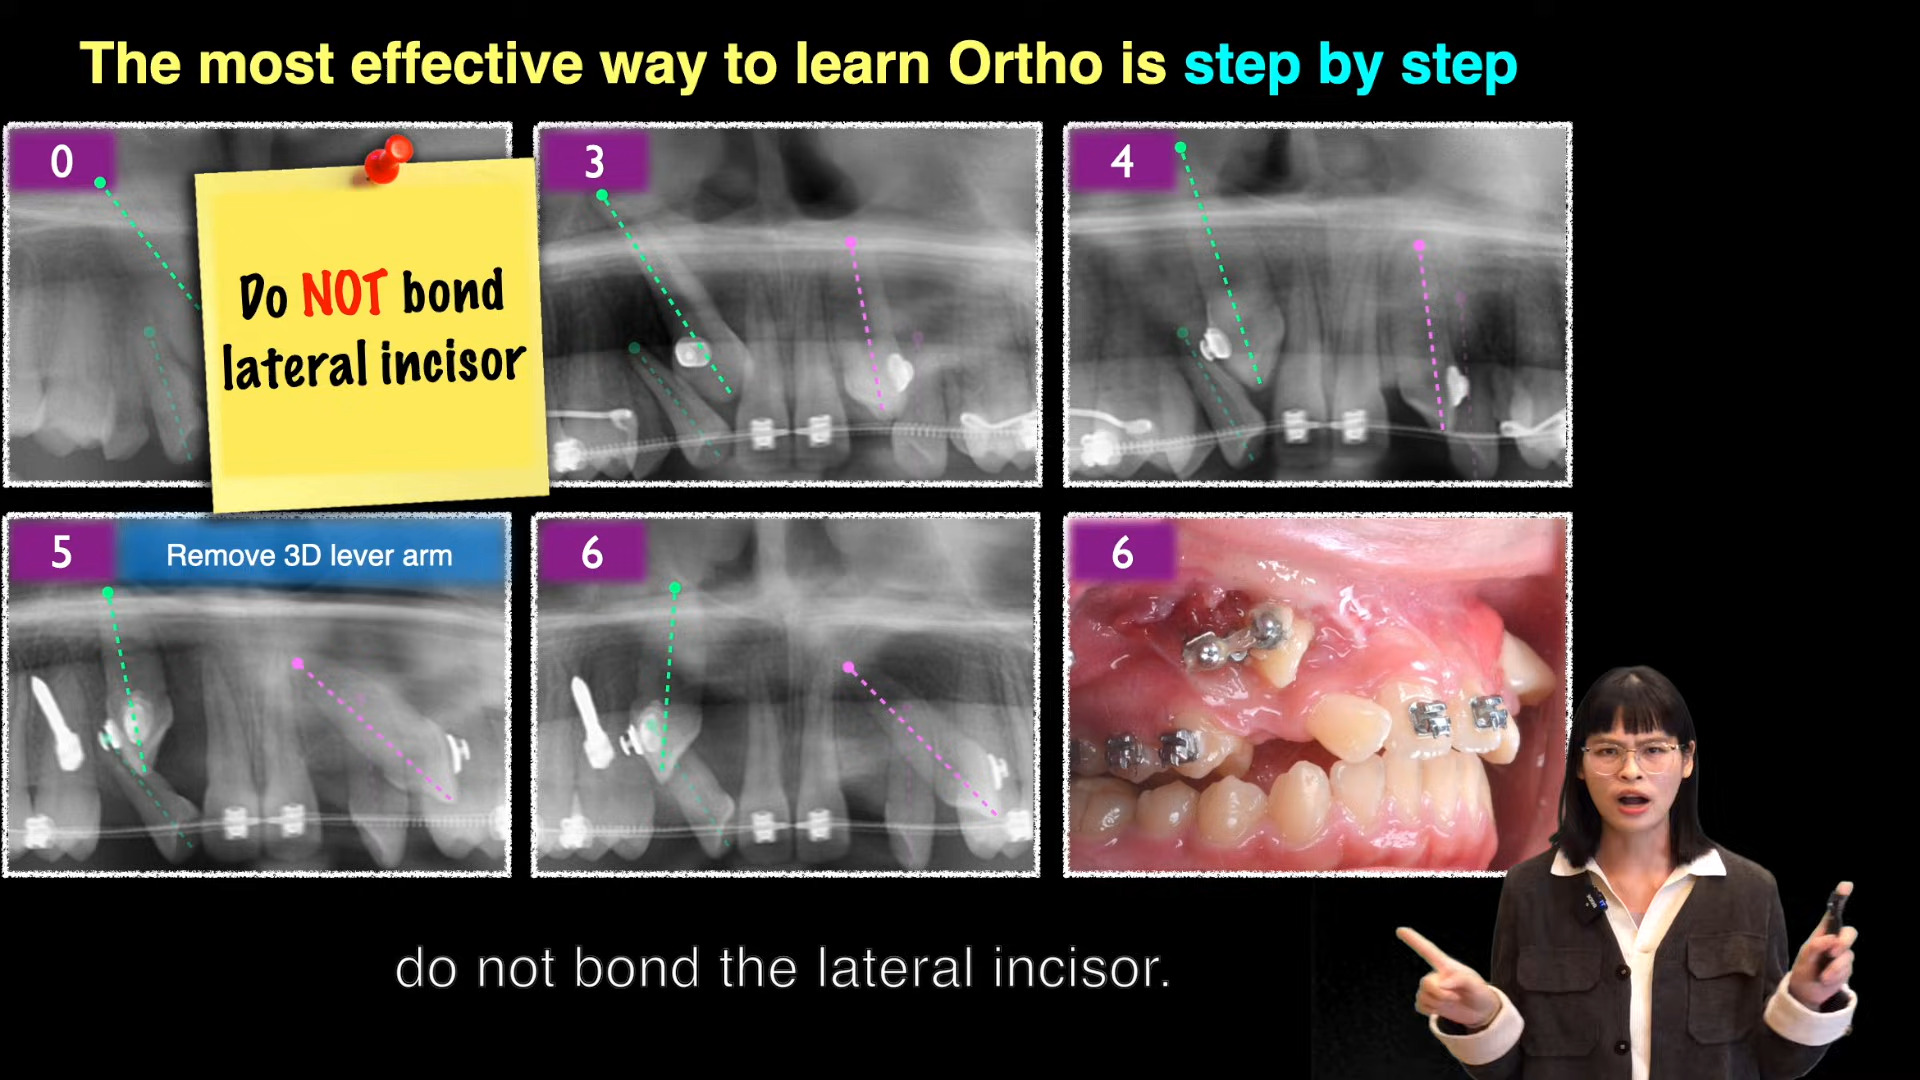 The most effective way to learn Ortho is step by step
0
3
4
Do NOT bond
lateral incisor
5
Remove 3D lever arm
6
6
do not bond the lateral incisor.